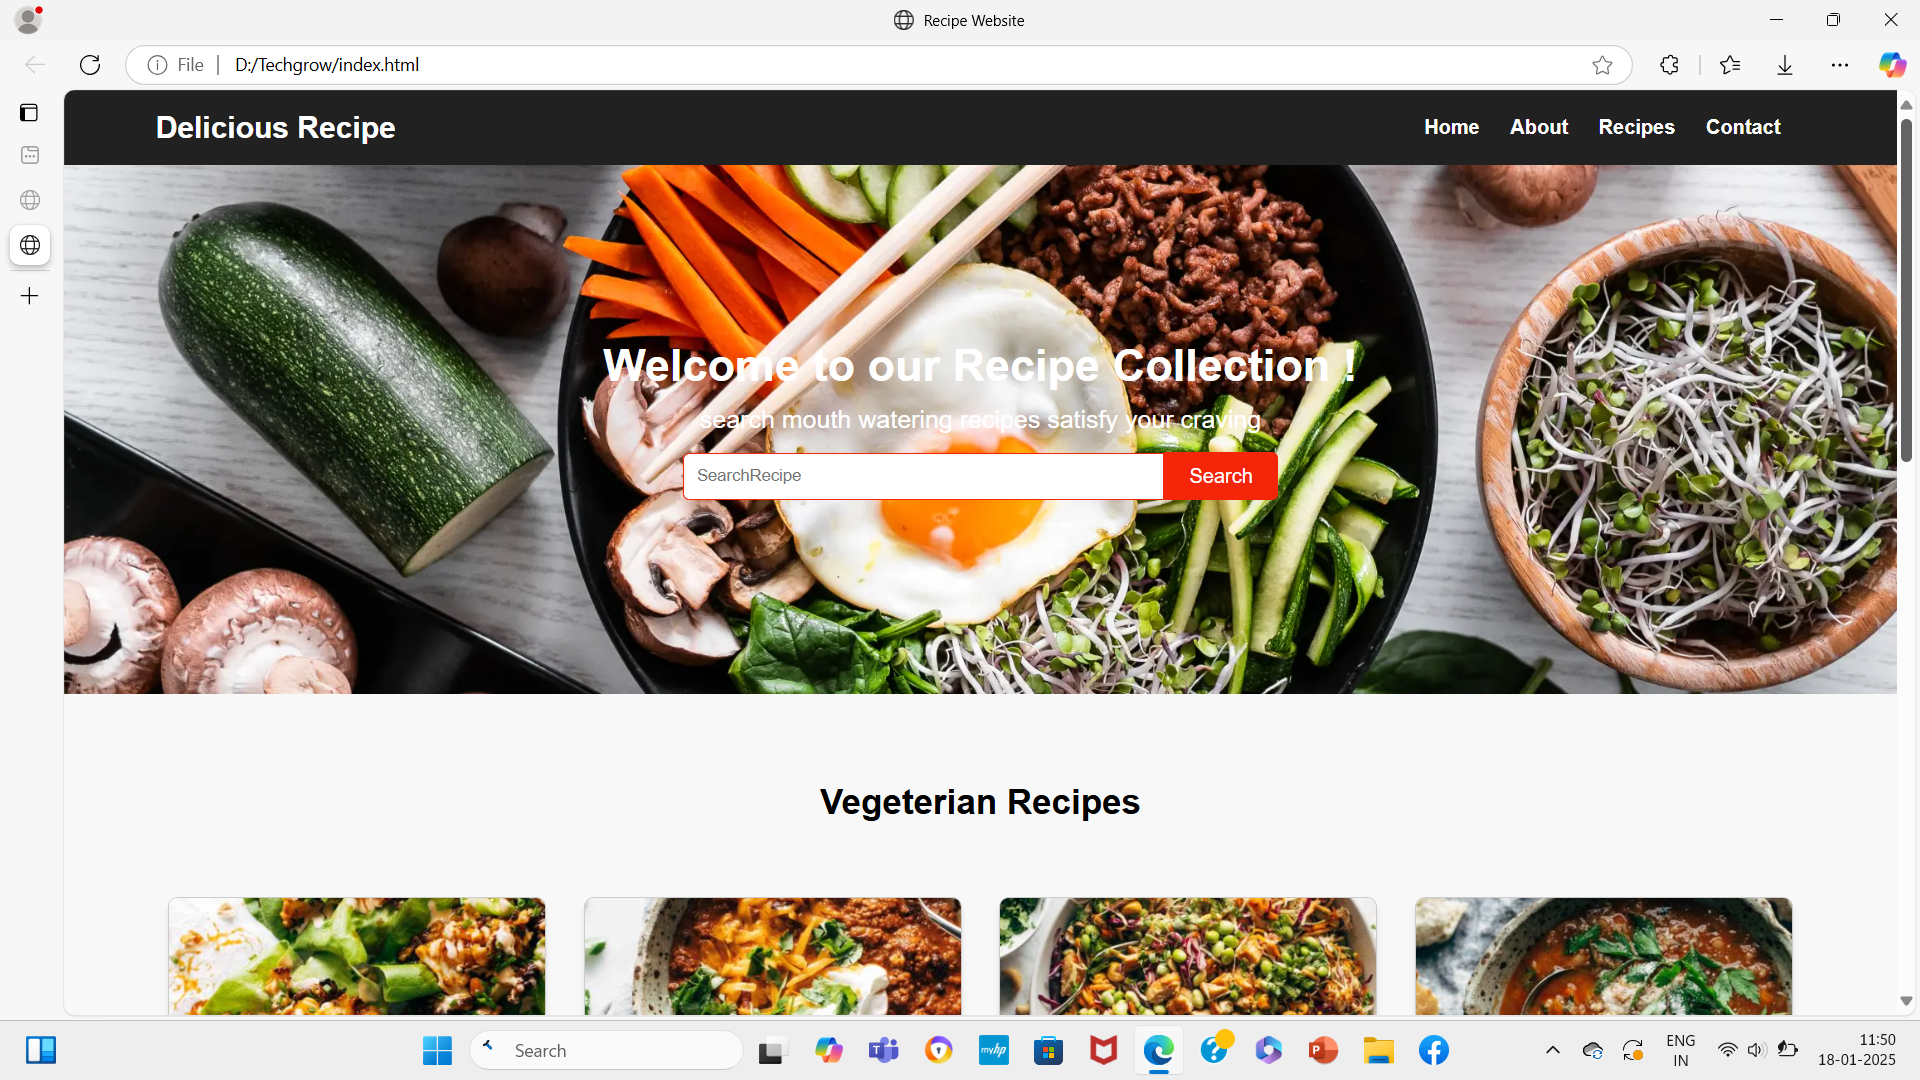 Recipe Website
File
D:/Techgrow/index.html
Delicious Recipe
Home About Recipes Contact
Welcome to our Recipe Collection !
search mouth watering recipes satisfy your craving
SearchRecipe
Search
Vegeterian Recipes
Search
myhp
ENG
IN
11:50
18-01-2025